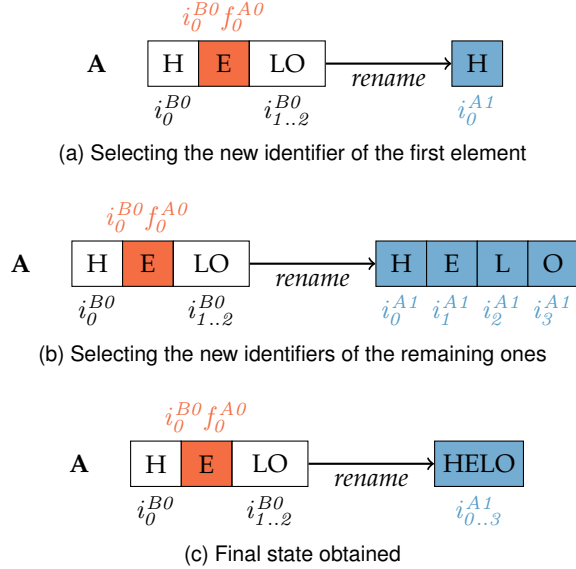 i_0^{B0} f_0^{A0}
A H E LO rename H
i_0^{B0} i_{1..2}^{B0} i_0^{A1}
(a) Selecting the new identifier of the first element
i_0^{B0} f_0^{A0}
A H E LO rename H E L O
i_0^{B0} i_{1..2}^{B0} i_0^{A1} i_1^{A1} i_2^{A1} i_3^{A1}
(b) Selecting the new identifiers of the remaining ones
i_0^{B0} f_0^{A0}
A H E LO rename HELO
i_0^{B0} i_{1..2}^{B0} i_{0..3}^{A1}
(c) Final state obtained